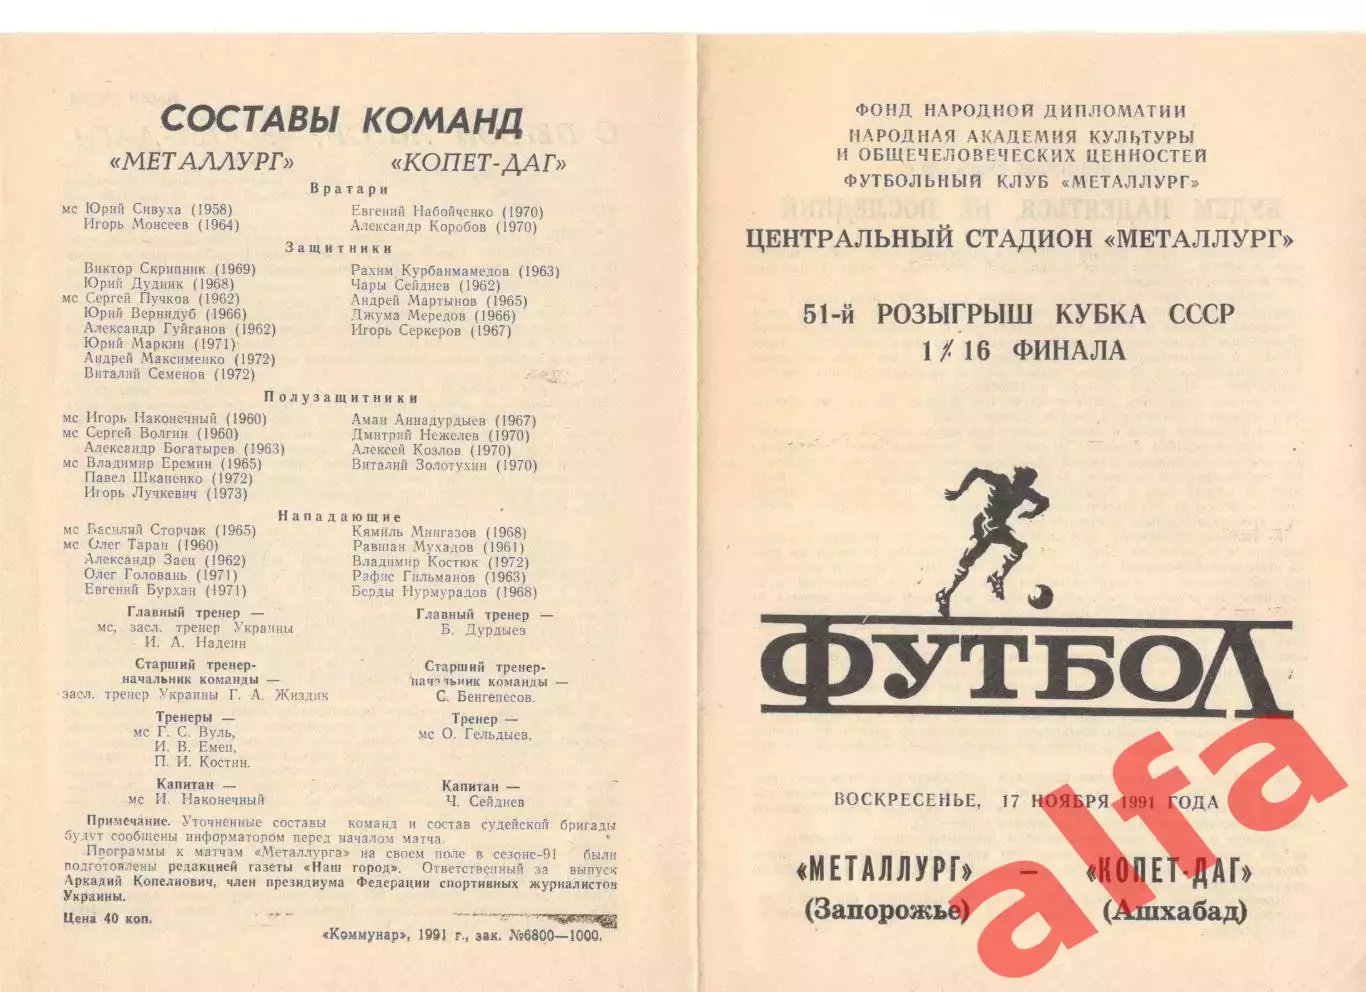 СОСТАВЫ КОМАНД
«МЕТАЛЛУРГ» «КОПЕТ-ДАГ»
Вратари
мс Юрий Сивуха (1958)
Игорь Моисеев (1964)
Евгений Набойченко (1970)
Александр Коробов (1970)
Защитники
Виктор Скрипник (1969)
Юрий Дудник (1968)
мс Сергей Пучков (1962)
Юрий Вернидуб (1966)
Александр Гуйганов (1962)
Юрий Маркин (1971)
Андрей Максименко (1972)
Виталий Семенов (1972)
Рахим Курбанмамедов (1963)
Чары Сейдиев (1962)
Андрей Мартынов (1965)
Джума Мередов (1966)
Игорь Серкеров (1967)
Полузащитники
мс Игорь Наконечный (1960)
мс Сергей Волгин (1960)
Александр Богатырев (1963)
мс Владимир Еремин (1965)
Павел Шкапенко (1972)
Игорь Лучкевич (1973)
Аман Аннадурдыев (1967)
Дмитрий Нежелев (1970)
Алексей Козлов (1970)
Виталий Золотухин (1970)
Нападающие
мс Василий Сторчак (1965)
мс Олег Таран (1960)
Александр Заец (1962)
Олег Головань (1971)
Евгений Бурхан (1971)
Кямиль Мингазов (1968)
Равшан Мухадов (1961)
Владимир Костюк (1972)
Рафис Гильманов (1963)
Берды Нурмурадов (1968)
Главный тренер —
мс, засл. тренер Украины
И. А. Надеин
Старший тренер-
начальник команды —
засл. тренер Украины Г. А. Жиздик
Тренеры —
мс Г. С. Вуль,
И. В. Емец,
П. И. Костин.
Капитан —
мс И. Наконечный
Главный тренер —
Б. Дурдыев
Старший тренер-
начальник команды —
С. Бенгепесов.
Тренер —
мс О. Гельдыев.
Капитан —
Ч. Сейдиев
Примечание. Уточненные составы команд и состав судейской бригады
будут сообщены информатором перед началом матча.
Программы к матчам «Металлурга» на своем поле в сезоне-91 были
подготовлены редакцией газеты «Наш город». Ответственный за выпуск
Аркадий Копелиович, член президиума Федерации спортивных журналистов
Украины.
Цена 40 коп.
«Коммунар», 1991 г., зак. №6800—1000.
ФОНД НАРОДНОЙ ДИПЛОМАТИИ
НАРОДНАЯ АКАДЕМИЯ КУЛЬТУРЫ
И ОБЩЕЧЕЛОВЕЧЕСКИХ ЦЕННОСТЕЙ
ФУТБОЛЬНЫЙ КЛУБ «МЕТАЛЛУРГ»
ЦЕНТРАЛЬНЫЙ СТАДИОН «МЕТАЛЛУРГ»
51-й РОЗЫГРЫШ КУБКА СССР
1/16 ФИНАЛА
ФУТБОЛ
ВОСКРЕСЕНЬЕ, 17 НОЯБРЯ 1991 ГОДА
«МЕТАЛЛУРГ» — «КОПЕТ-ДАГ»
(Запорожье) (Ашхабад)
alfa